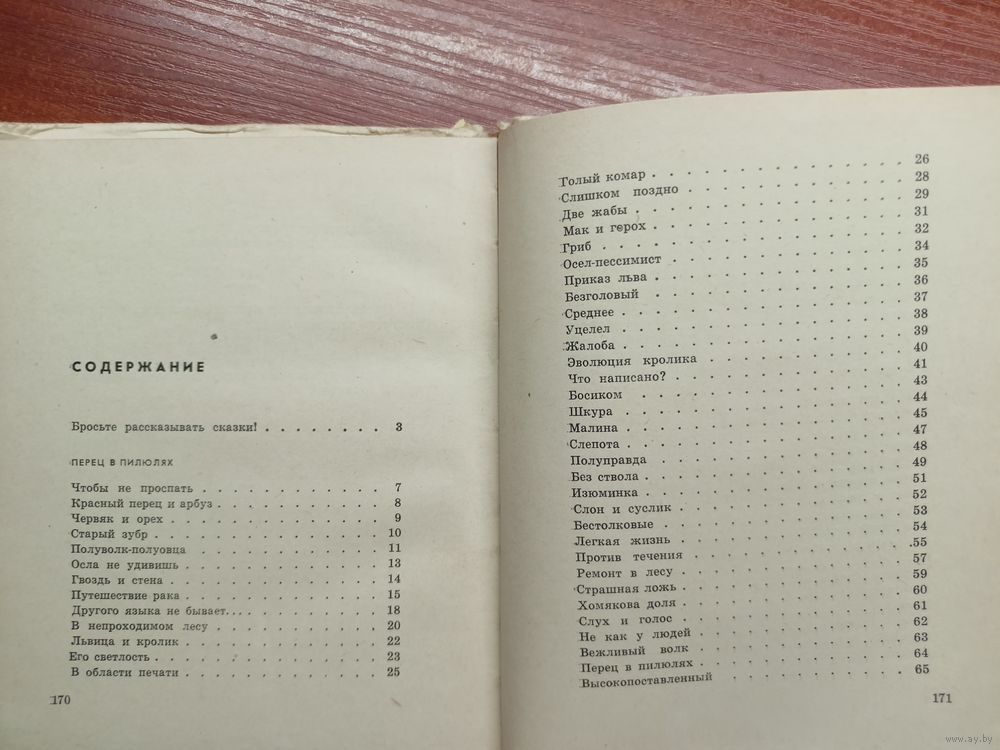 СОДЕРЖАНИЕ
Бросьте рассказывать сказки! . . . . . . . . 3
ПЕРЕЦ В ПИЛЮЛЯХ
Чтобы не проспать . . . . . . . . . . . 7
Красный перец и арбуз . . . . . . . . . . 8
Червяк и орех . . . . . . . . . . . . . 9
Старый зубр . . . . . . . . . . . . . 10
Полуволк-полуовца . . . . . . . . . . . 11
Осла не удивишь . . . . . . . . . . . . 13
Гвоздь и стена . . . . . . . . . . . . . 14
Путешествие рака . . . . . . . . . . . . 15
Другого языка не бывает... . . . . . . . . . 18
В непроходимом лесу . . . . . . . . . . 20
Львица и кролик . . . . . . . . . . . . 22
Его светлость . . . . . . . . . . . . . 23
В области печати . . . . . . . . . . . . 25
170
Голый комар . . . . . . . . . . . . . 26
Слишком поздно . . . . . . . . . . . . 28
Две жабы . . . . . . . . . . . . . . 29
Мак и герох . . . . . . . . . . . . . 31
Гриб . . . . . . . . . . . . . . . . 32
Осел-пессимист . . . . . . . . . . . . 34
Приказ льва . . . . . . . . . . . . . 35
Безголовый . . . . . . . . . . . . . 36
Среднее . . . . . . . . . . . . . . . 37
Уцелел . . . . . . . . . . . . . . . 38
Жалоба . . . . . . . . . . . . . . . 39
Эволюция кролика . . . . . . . . . . . 40
Что написано? . . . . . . . . . . . . 41
Босиком . . . . . . . . . . . . . . 43
Шкура . . . . . . . . . . . . . . . 44
Малина . . . . . . . . . . . . . . . 45
Слепота . . . . . . . . . . . . . . . 47
Полуправда . . . . . . . . . . . . . 48
Без ствола . . . . . . . . . . . . . . 49
Изюминка . . . . . . . . . . . . . . 51
Слон и суслик . . . . . . . . . . . . 52
Бестолковые . . . . . . . . . . . . . 53
Легкая жизнь . . . . . . . . . . . . . 54
Против течения . . . . . . . . . . . . 55
Ремонт в лесу . . . . . . . . . . . . 57
Страшная ложь . . . . . . . . . . . . 59
Хомякова доля . . . . . . . . . . . . 60
Слух и голос . . . . . . . . . . . . . 61
Не как у людей . . . . . . . . . . . . 62
Вежливый волк . . . . . . . . . . . . 63
Перец в пилюлях . . . . . . . . . . . 64
Высокопоставленный . . . . . . . . . . 65
171
www.ay.by